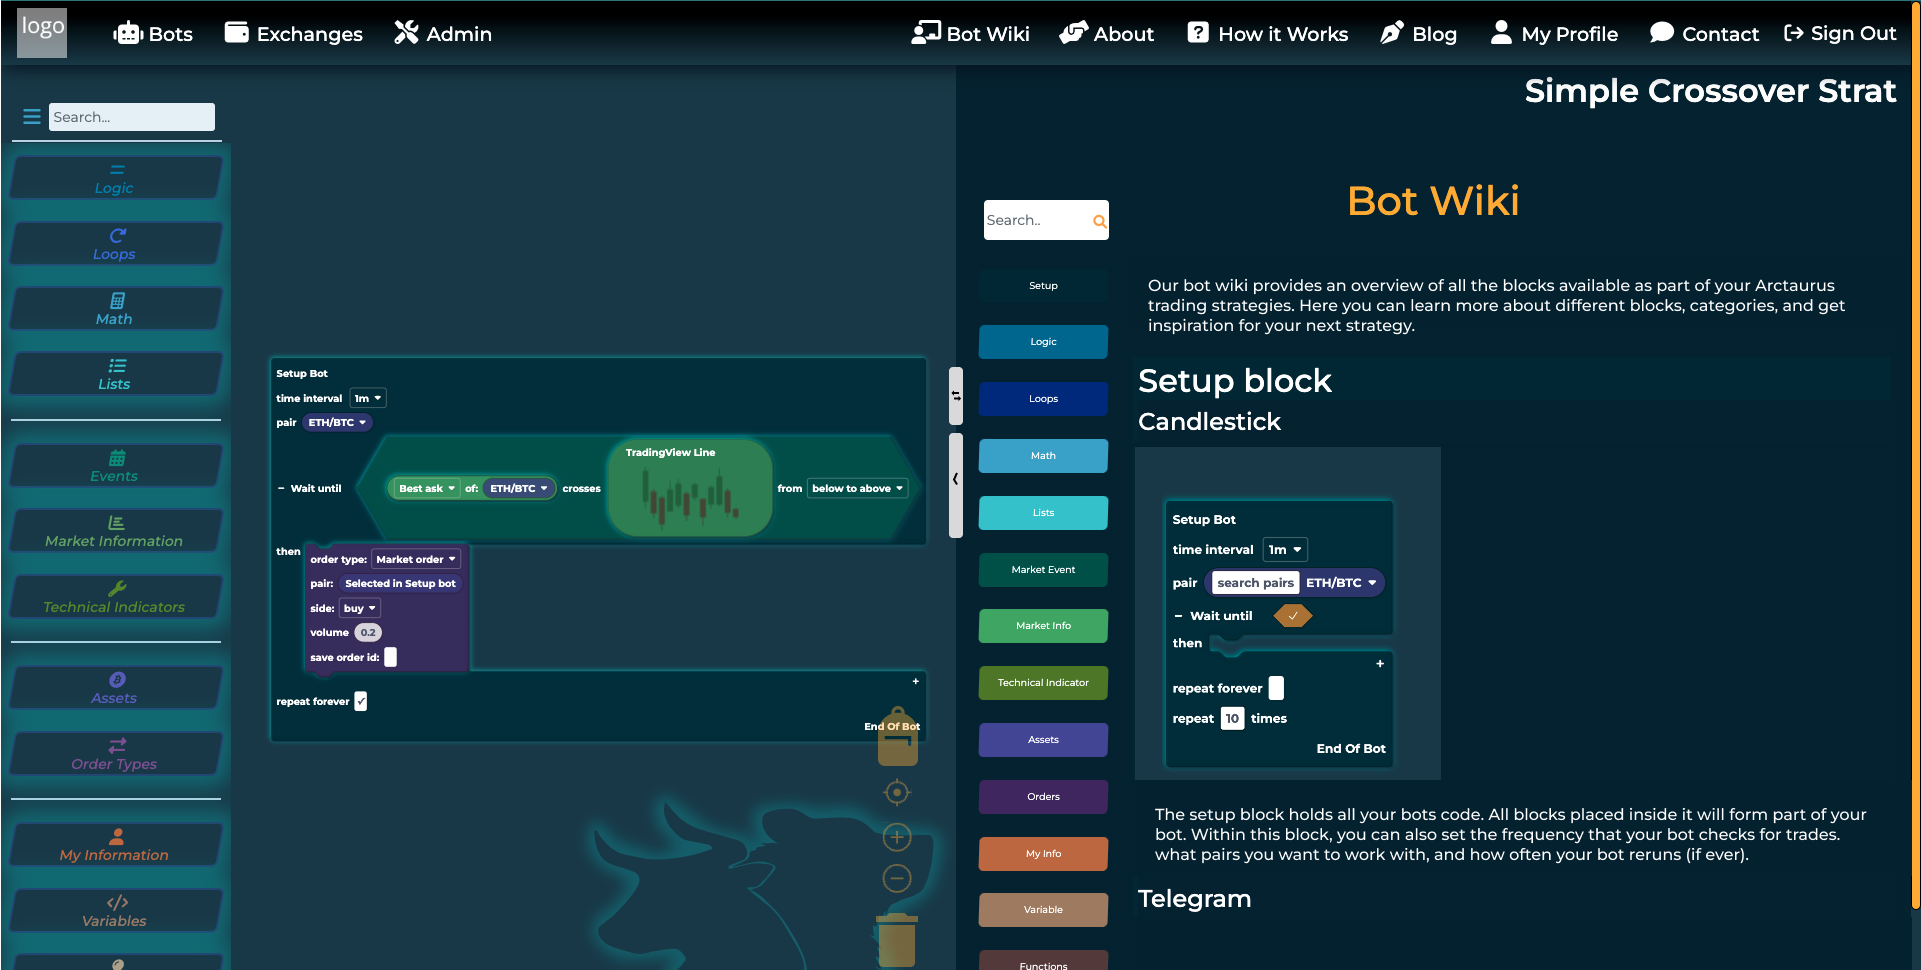 logo
Bots
Exchanges
Admin
Bot Wiki
About
How it Works
Blog
My Profile
Contact
Sign Out
Simple Crossover Strat
Search...
Logic
Loops
Math
Lists
Events
Market Information
Technical Indicators
Assets
Order Types
My Information
Variables
Setup Bot
time interval 1m
pair ETH/BTC
TradingView Line
– Wait until Best ask of: ETH/BTC crosses from below to above
then
order type: Market order
pair: Selected in Setup bot
side: buy
volume 0.2
save order id:
+
repeat forever ✓
End Of Bot
Search..
Setup
Logic
Loops
Math
Lists
Market Event
Market Info
Technical Indicator
Assets
Orders
My Info
Variable
Functions
Bot Wiki
Our bot wiki provides an overview of all the blocks available as part of your Arctaurus
trading strategies. Here you can learn more about different blocks, categories, and get
inspiration for your next strategy.
Setup block
Candlestick
Setup Bot
time interval 1m
pair search pairs ETH/BTC
– Wait until ✓
then
+
repeat forever
repeat 10 times
End Of Bot
The setup block holds all your bots code. All blocks placed inside it will form part of your
bot. Within this block, you can also set the frequency that your bot checks for trades.
what pairs you want to work with, and how often your bot reruns (if ever).
Telegram